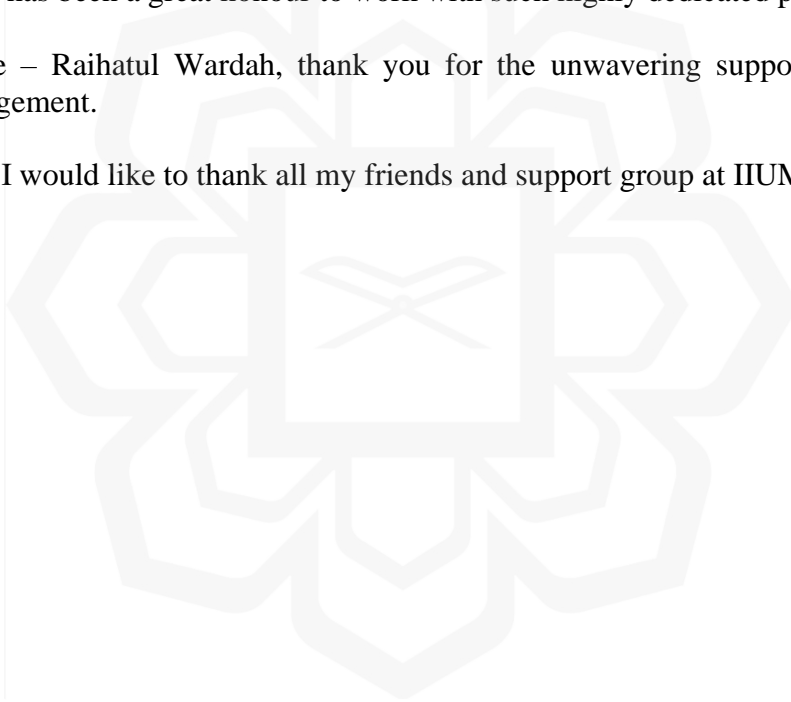 has been a great honour to work with such highly dedicated p
e – Raihatul Wardah, thank you for the unwavering suppo
gement.
I would like to thank all my friends and support group at IIUM